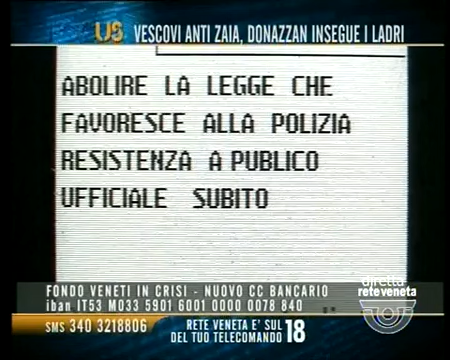 US VESCOVI ANTI ZAIA, DONAZZAN INSEGUE I LADRI
ABOLIRE LA LEGGE CHE
FAVORESCE ALLA POLIZIA
RESISTENZA A PUBLICO
UFFICIALE SUBITO
diretta
reteveneta
FONDO VENETI IN CRISI - NUOVO CC BANCARIO
iban IT53 M033 5901 6001 0000 0078 840
SMS 340 3218806
RETE VENETA E' SUL
DEL TUO TELECOMANDO 18